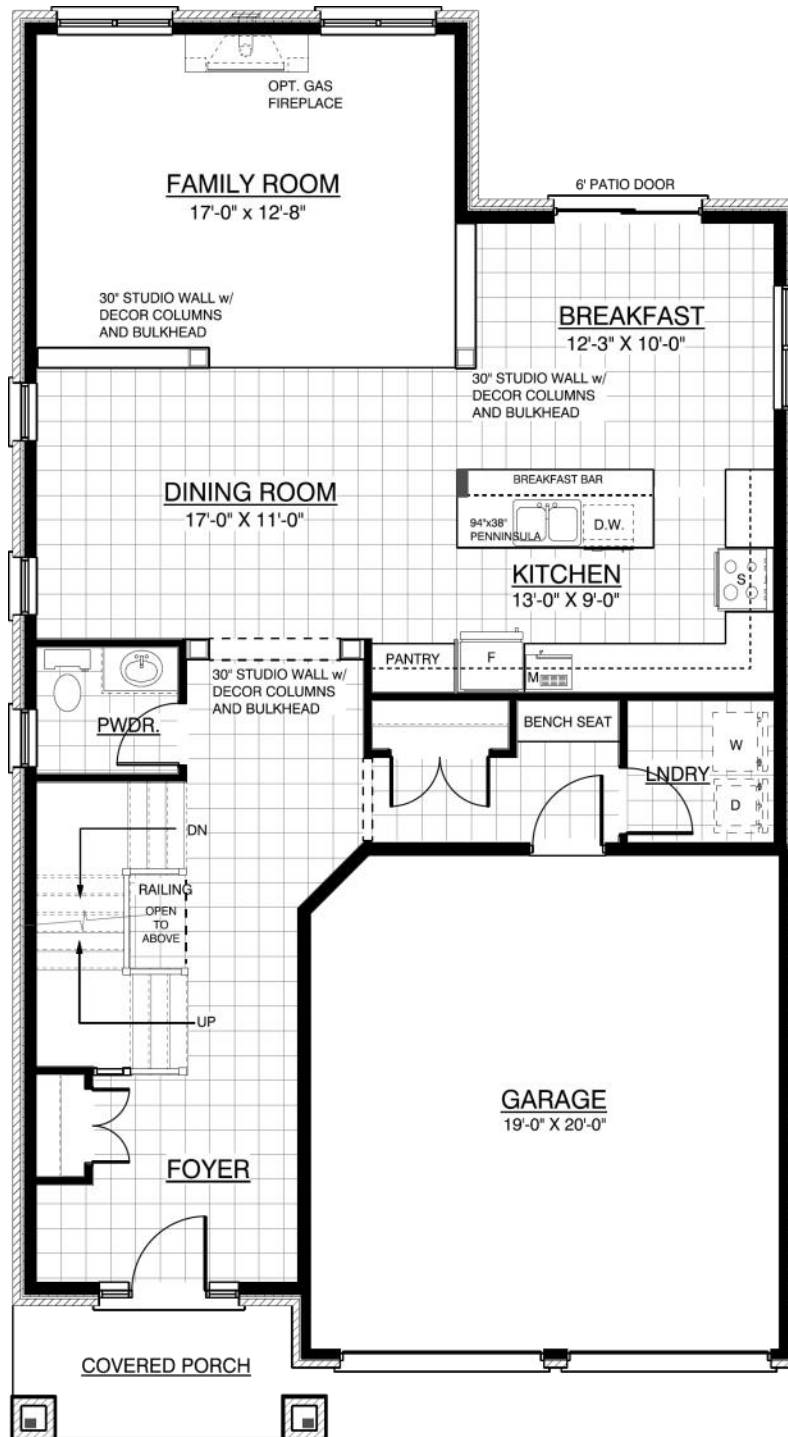 OPT. GAS
FIREPLACE
FAMILY ROOM
17'-0" x 12'-8"
6' PATIO DOOR
30" STUDIO WALL w/
DECOR COLUMNS
AND BULKHEAD
BREAKFAST
12'-3" X 10'-0"
30" STUDIO WALL w/
DECOR COLUMNS
AND BULKHEAD
DINING ROOM
17'-0" X 11'-0"
BREAKFAST BAR
94"x38"
PENNINSULA
D.W.
KITCHEN
13'-0" X 9'-0"
S
PANTRY
F
M
30" STUDIO WALL w/
DECOR COLUMNS
AND BULKHEAD
PWDR.
BENCH SEAT
LNDRY
W
D
DN
RAILING
OPEN
TO
ABOVE
UP
GARAGE
19'-0" X 20'-0"
FOYER
COVERED PORCH